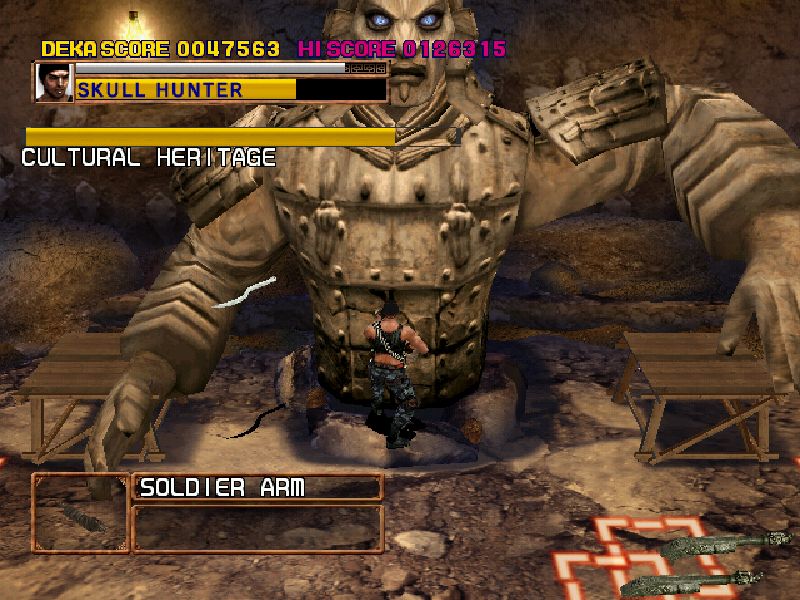 DEKA SCORE 0047563 HI SCORE 0126315
SKULL HUNTER
CULTURAL HERITAGE
SOLDIER ARM